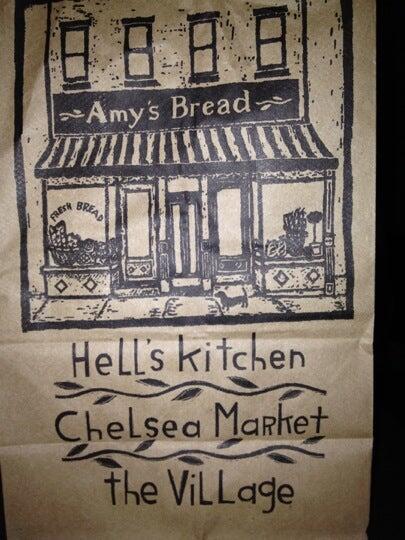 ~Amy's Bread~
FRESH BREAD
Hell's Kitchen
Chelsea Market
the Village